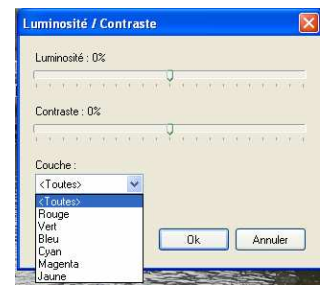 Luminosité / Contraste
Luminosité : 0%
Contraste : 0%
Couche :
<Toutes>
<Toutes>
Rouge
Vert
Bleu
Cyan
Magenta
Jaune
Ok
Annuler